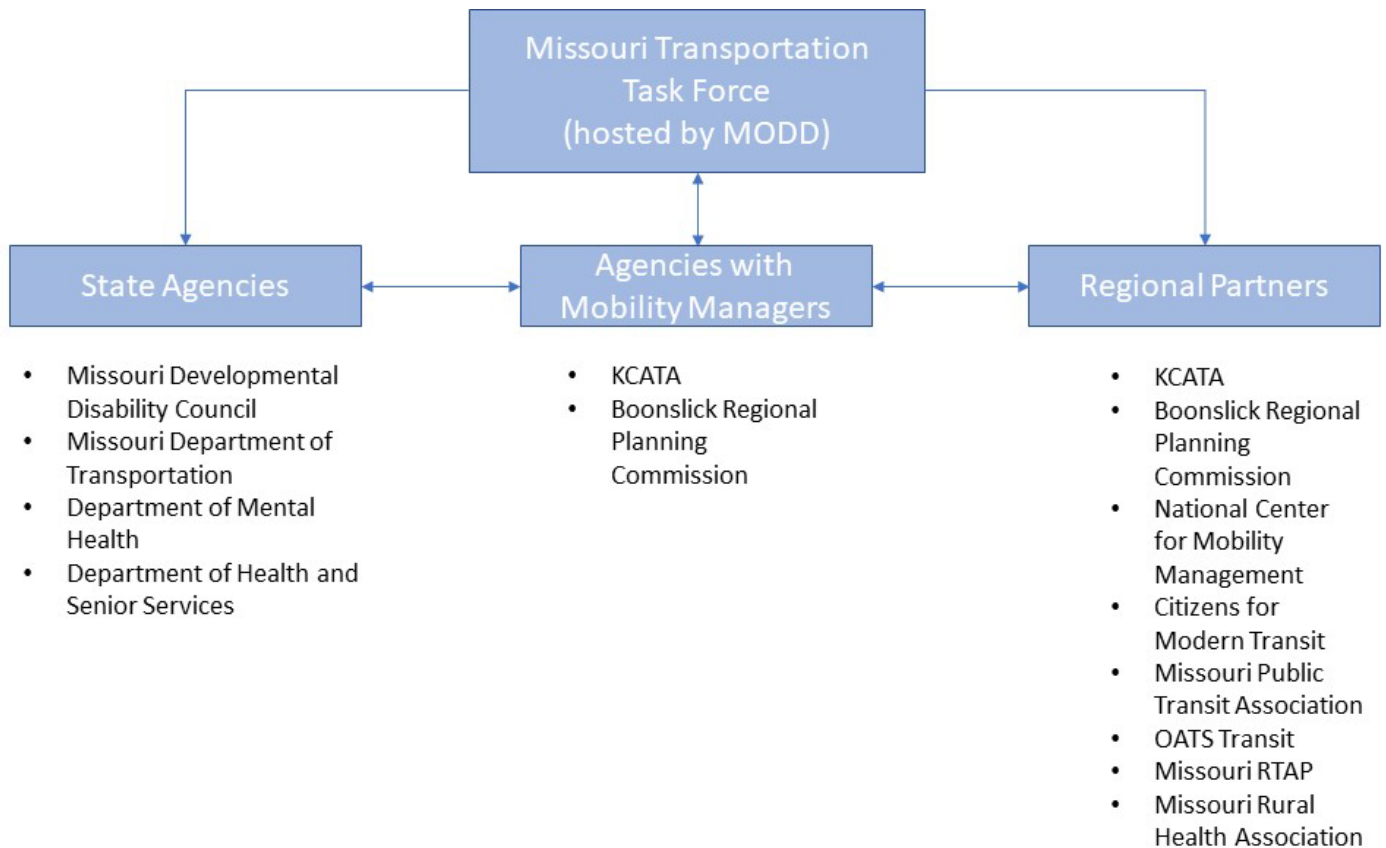 Missouri Transportation
Task Force
(hosted by MODD)
State Agencies
Agencies with
Mobility Managers
Regional Partners
• Missouri Developmental
Disability Council
• Missouri Department of
Transportation
• Department of Mental
Health
• Department of Health and
Senior Services
• KCATA
• Boonslick Regional
Planning
Commission
• KCATA
• Boonslick Regional
Planning
Commission
• National Center
for Mobility
Management
• Citizens for
Modern Transit
• Missouri Public
Transit Association
• OATS Transit
• Missouri RTAP
• Missouri Rural
Health Association